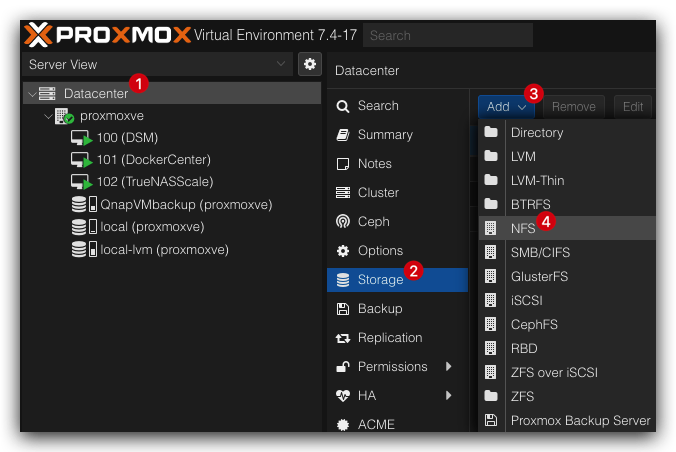 PROXMOX Virtual Environment 7.4-17 Search
Server View
1
Datacenter
proxmoxve
100 (DSM)
101 (DockerCenter)
102 (TrueNASScale)
QnapVMbackup (proxmoxve)
local (proxmoxve)
local-lvm (proxmoxve)
Datacenter
Search
Summary
Notes
Cluster
Ceph
Options
Storage 2
Backup
Replication
Permissions
HA
ACME
3
Add Remove Edit
Directory
LVM
LVM-Thin
BTRFS
NFS 4
SMB/CIFS
GlusterFS
iSCSI
CephFS
RBD
ZFS over iSCSI
ZFS
Proxmox Backup Server